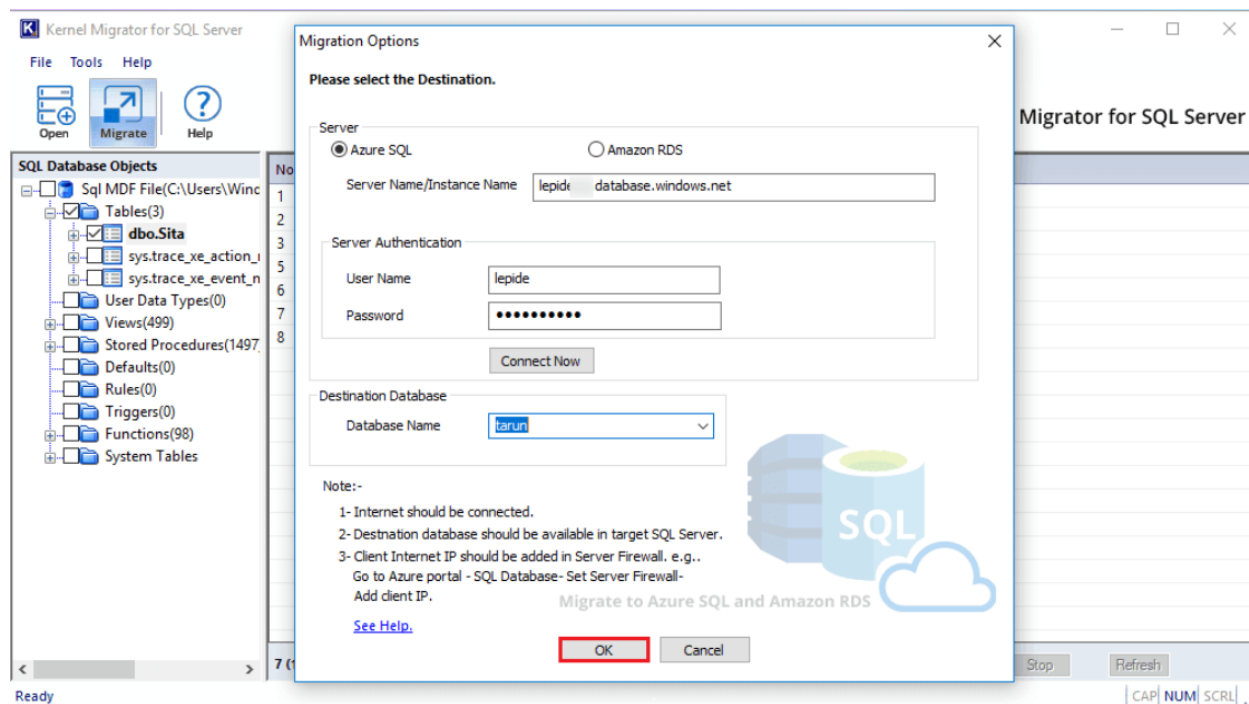 Kernel Migrator for SQL Server
File Tools Help
Open Migrate Help
Migrator for SQL Server
SQL Database Objects
Sql MDF File(C:\Users\Winc
Tables(3)
dbo.Sita
sys.trace_xe_action_
sys.trace_xe_event_n
User Data Types(0)
Views(499)
Stored Procedures(1497
Defaults(0)
Rules(0)
Triggers(0)
Functions(98)
System Tables
No
1
2
3
5
6
7
8
Migration Options
Please select the Destination.
Server
Azure SQL Amazon RDS
Server Name/Instance Name lepide database.windows.net
Server Authentication
User Name lepide
Password ••••••••••
Connect Now
Destination Database
Database Name tarun
Note:-
1- Internet should be connected.
2- Destnation database should be available in target SQL Server.
3- Client Internet IP should be added in Server Firewall. e.g..
Go to Azure portal - SQL Database- Set Server Firewall-
Add client IP.
See Help.
SQL
Migrate to Azure SQL and Amazon RDS
OK Cancel
7 (1
Stop Refresh
Ready
CAP NUM SCRL